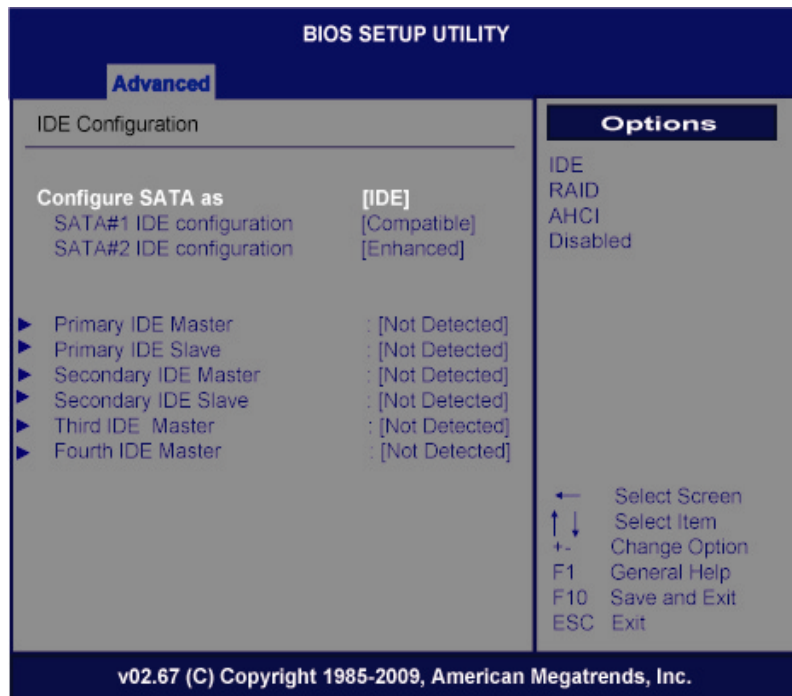 BIOS SETUP UTILITY
Advanced
IDE Configuration
Configure SATA as [IDE]
SATA#1 IDE configuration [Compatible]
SATA#2 IDE configuration [Enhanced]
Primary IDE Master : [Not Detected]
Primary IDE Slave : [Not Detected]
Secondary IDE Master : [Not Detected]
Secondary IDE Slave : [Not Detected]
Third IDE Master : [Not Detected]
Fourth IDE Master : [Not Detected]
Options
IDE
RAID
AHCI
Disabled
← Select Screen
↑ ↓ Select Item
+- Change Option
F1 General Help
F10 Save and Exit
ESC Exit
v02.67 (C) Copyright 1985-2009, American Megatrends, Inc.